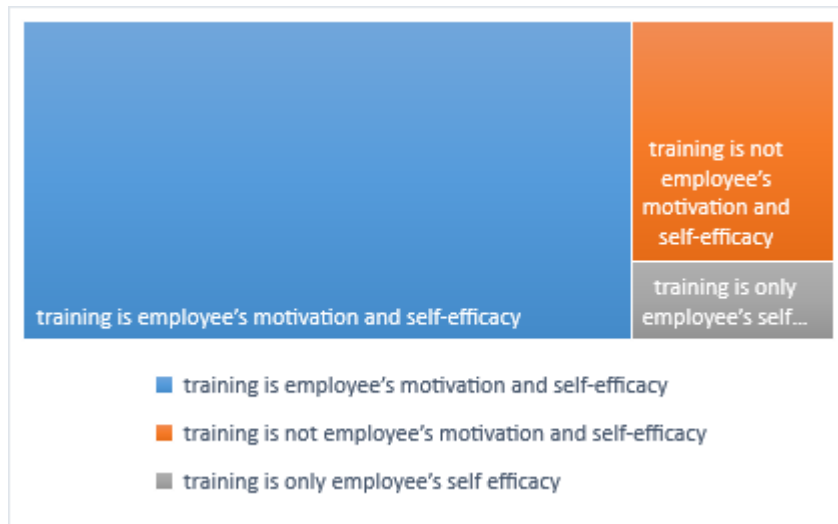 training is employee's motivation and self-efficacy
training is not
employee's
motivation and
self-efficacy
training is only
employee's self...
training is employee's motivation and self-efficacy
training is not employee's motivation and self-efficacy
training is only employee's self efficacy